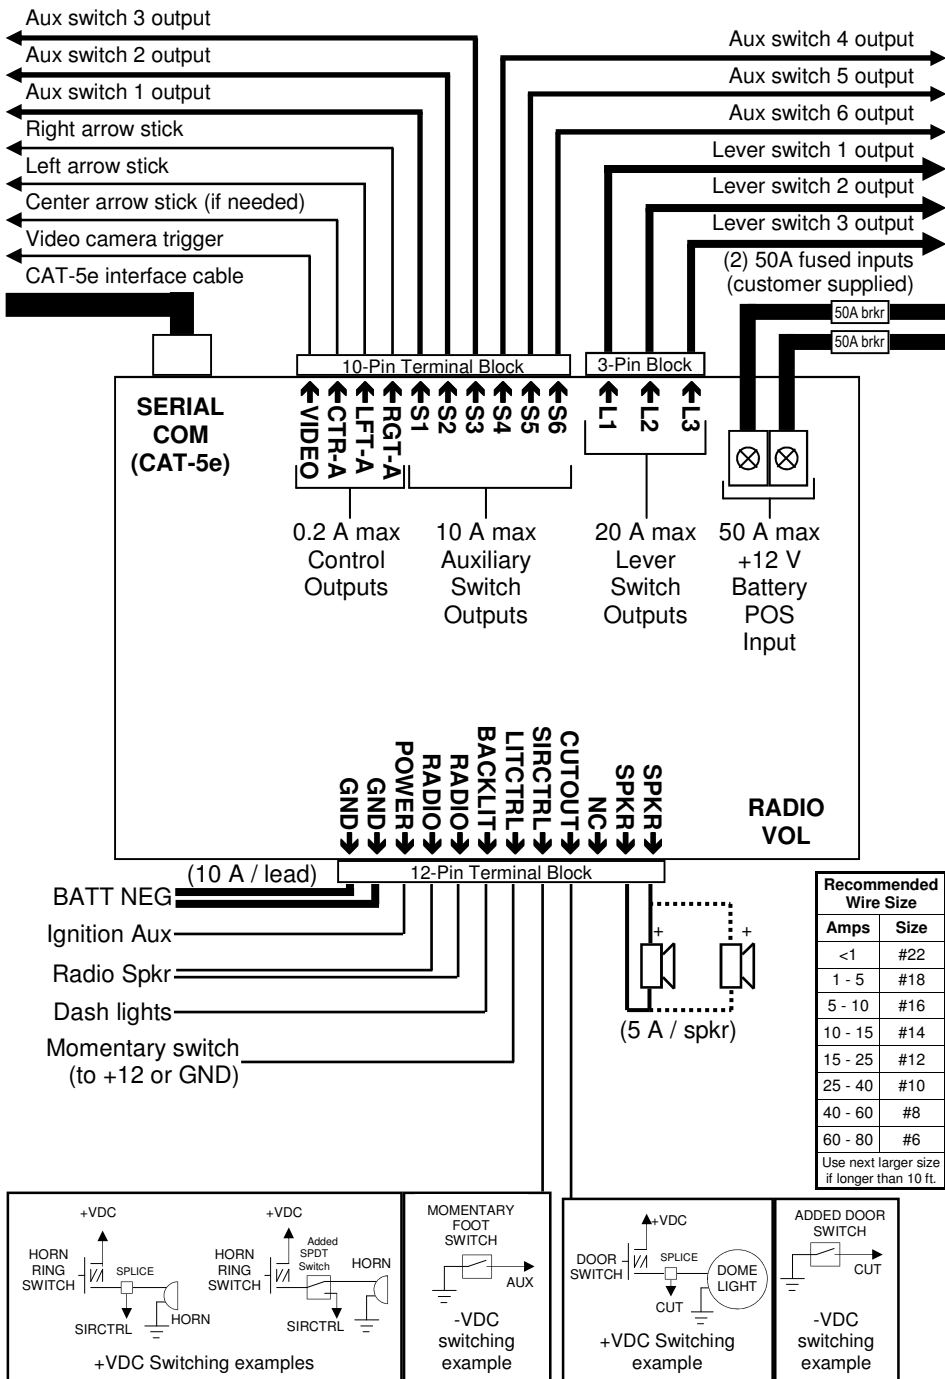 Aux switch 3 output
Aux switch 2 output
Aux switch 1 output
Right arrow stick
Left arrow stick
Center arrow stick (if needed)
Video camera trigger
CAT-5e interface cable
Aux switch 4 output
Aux switch 5 output
Aux switch 6 output
Lever switch 1 output
Lever switch 2 output
Lever switch 3 output
(2) 50A fused inputs
(customer supplied)
50A brkr
50A brkr
10-Pin Terminal Block
3-Pin Block
SERIAL
COM
(CAT-5e)
VIDEO
CTR-A
LFT-A
RGT-A
S1
S2
S3
S4
S5
S6
L1
L2
L3
0.2 A max
Control
Outputs
10 A max
Auxiliary
Switch
Outputs
20 A max
Lever
Switch
Outputs
50 A max
+12 V
Battery
POS
Input
GND
GND
POWER
RADIO
RADIO
BACKLIT
LITCTRL
SIRCTRL
CUTOUT
NC
SPKR
SPKR
RADIO
VOL
12-Pin Terminal Block
(10 A / lead)
BATT NEG
Ignition Aux
Radio Spkr
Dash lights
Momentary switch
(to +12 or GND)
+
+
(5 A / spkr)
Recommended
Wire Size
Amps Size
<1 #22
1 - 5 #18
5 - 10 #16
10 - 15 #14
15 - 25 #12
25 - 40 #10
40 - 60 #8
60 - 80 #6
Use next larger size
if longer than 10 ft.
+VDC
HORN
RING
SWITCH
SPLICE
SIRCTRL
HORN
+VDC
HORN
RING
SWITCH
Added
SPDT
Switch
HORN
SIRCTRL
+VDC Switching examples
MOMENTARY
FOOT
SWITCH
AUX
-VDC
switching
example
+VDC
DOOR
SWITCH
SPLICE
CUT
DOME
LIGHT
+VDC Switching
example
ADDED DOOR
SWITCH
CUT
-VDC
switching
example